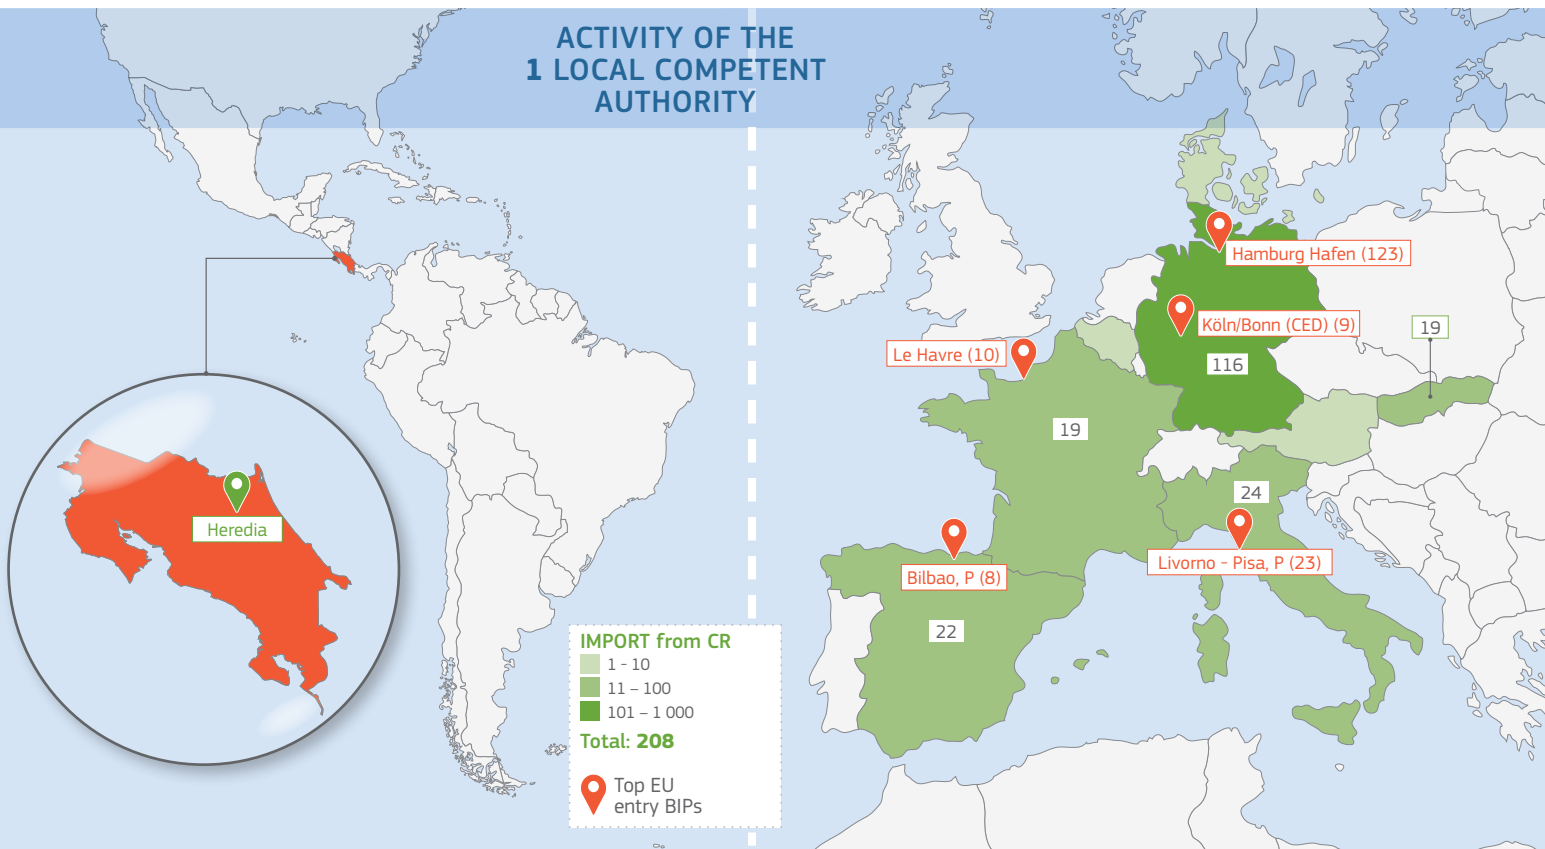 ACTIVITY OF THE
1 LOCAL COMPETENT
AUTHORITY
Heredia
IMPORT from CR
1 - 10
11 – 100
101 – 1 000
Total: 208
Top EU
entry BIPs
Hamburg Hafen (123)
Köln/Bonn (CED) (9)
19
Le Havre (10)
116
19
24
Livorno - Pisa, P (23)
Bilbao, P (8)
22